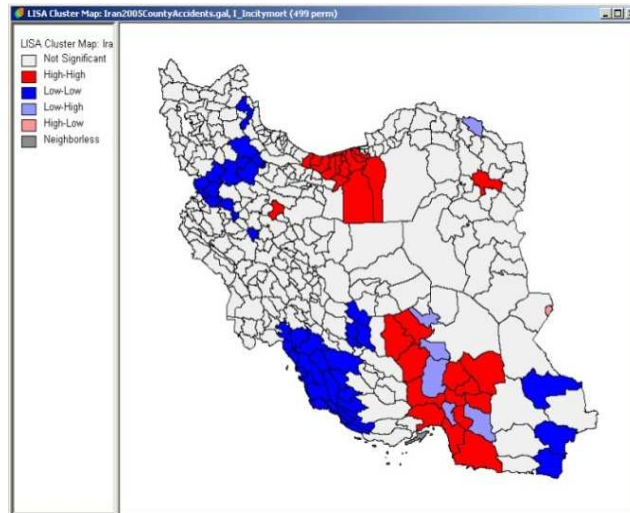 LISA Cluster Map: Iran2005CountyAccidents.gal, I_Incitymort (499 perm)
LISA Cluster Map: Ira
Not Significant
High-High
Low-Low
Low-High
High-Low
Neighborless